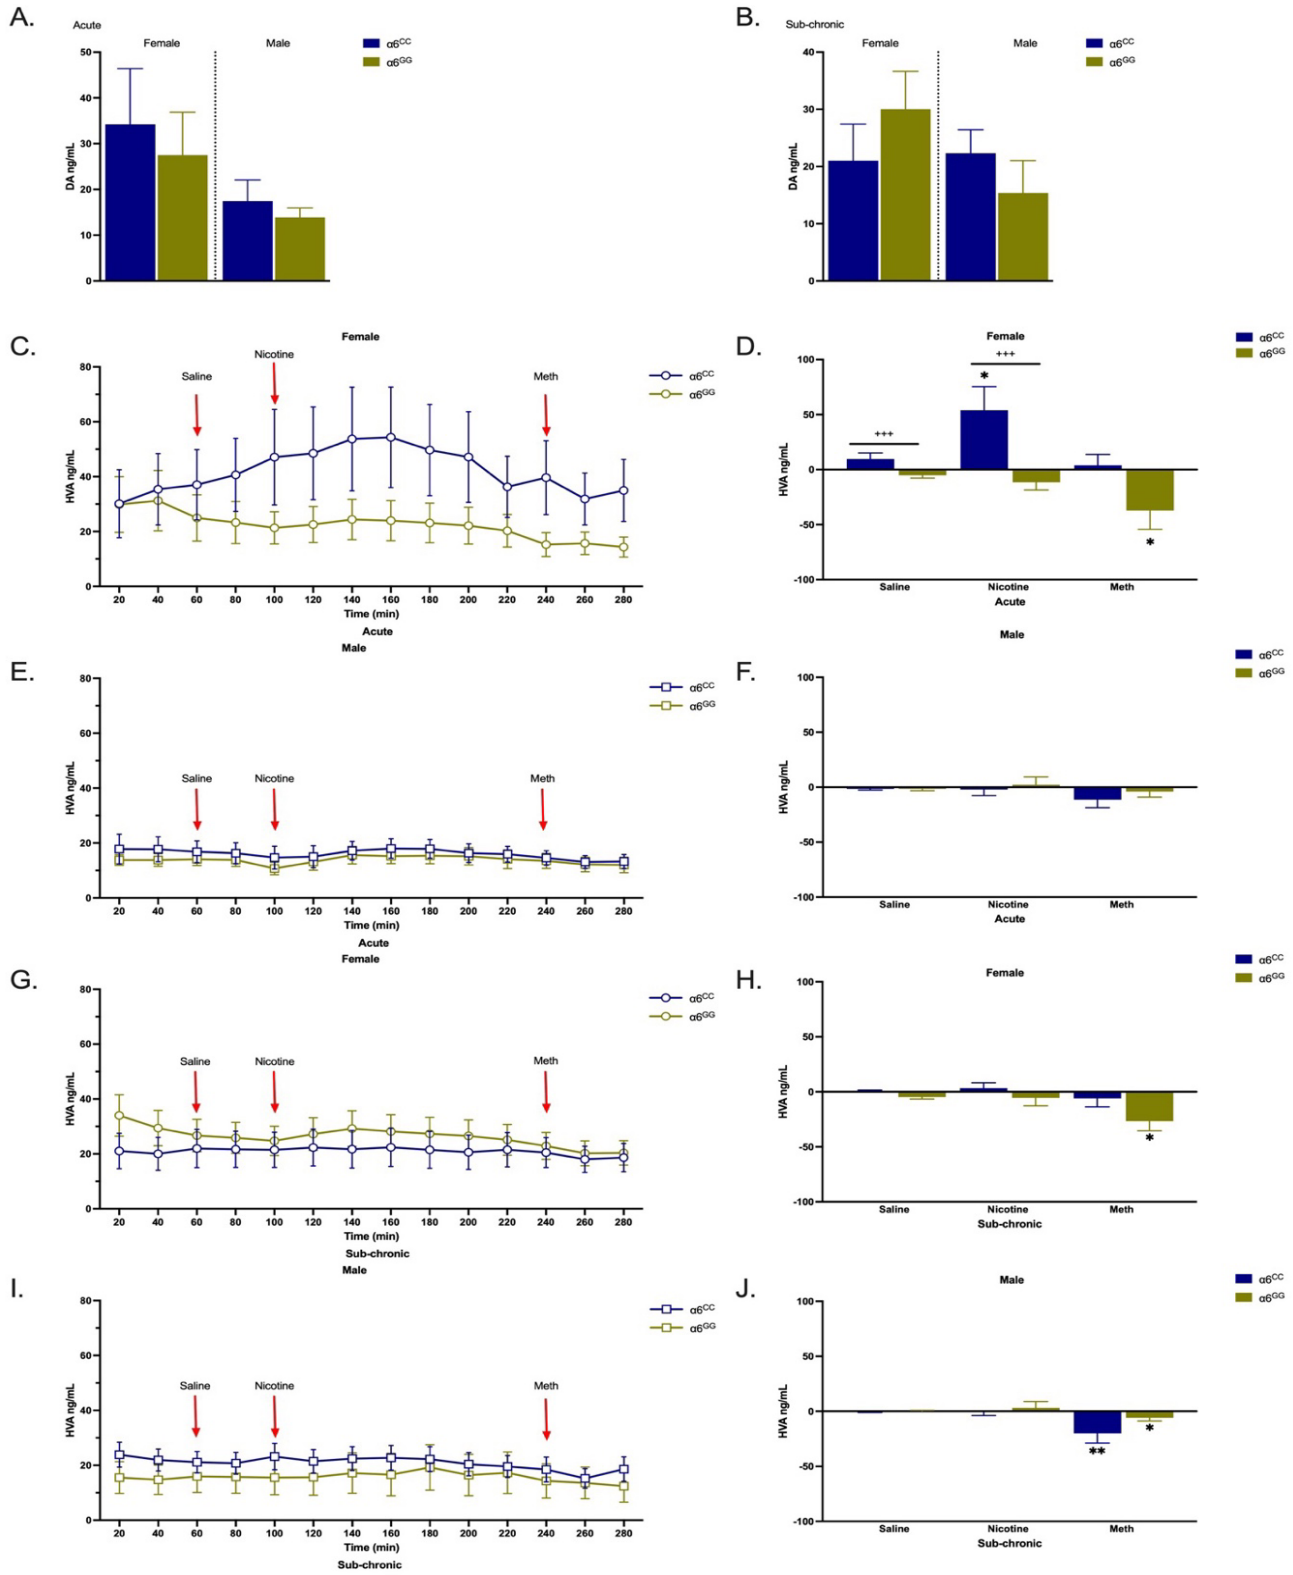 A.
Acute
Female Male
α6CC
α6GG
50
40
30
20
10
0
DA ng/mL
B.
Sub-chronic
Female Male
α6CC
α6GG
40
30
20
10
0
DA ng/mL
C.
Female
Saline Nicotine Meth
α6CC
α6GG
80
60
40
20
0
HVA ng/mL
20 40 60 80 100 120 140 160 180 200 220 240 260 280
Time (min)
Acute
D.
Female
α6CC
α6GG
100
50
0
-50
-100
HVA ng/mL
+++ +++
* *
Saline Nicotine Meth
Acute
E.
Male
Saline Nicotine Meth
α6CC
α6GG
80
60
40
20
0
HVA ng/mL
20 40 60 80 100 120 140 160 180 200 220 240 260 280
Time (min)
Acute
F.
Male
α6CC
α6GG
100
50
0
-50
-100
HVA ng/mL
Saline Nicotine Meth
Acute
G.
Female
Saline Nicotine Meth
α6CC
α6GG
80
60
40
20
0
HVA ng/mL
20 40 60 80 100 120 140 160 180 200 220 240 260 280
Time (min)
Sub-chronic
H.
Female
α6CC
α6GG
100
50
0
-50
-100
HVA ng/mL
*
Saline Nicotine Meth
Sub-chronic
I.
Male
Saline Nicotine Meth
α6CC
α6GG
80
60
40
20
0
HVA ng/mL
20 40 60 80 100 120 140 160 180 200 220 240 260 280
Time (min)
Sub-chronic
J.
Male
α6CC
α6GG
100
50
0
-50
-100
HVA ng/mL
** *
Saline Nicotine Meth
Sub-chronic